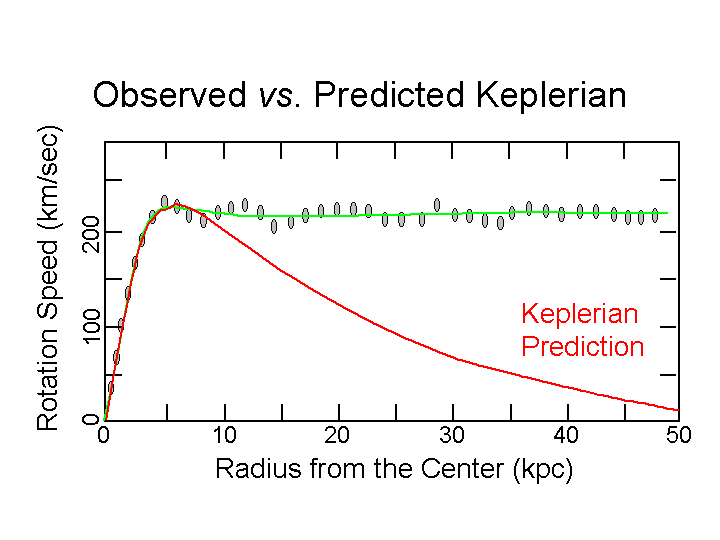 Observed vs. Predicted Keplerian
Rotation Speed (km/sec)
200
100
0
Keplerian
Prediction
0 10 20 30 40 50
Radius from the Center (kpc)